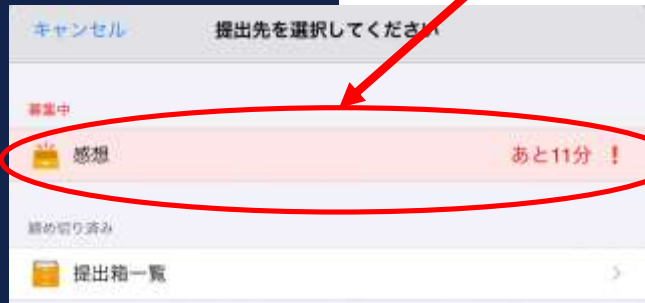 キャンセル 提出先を選択してください
募集中
感想 あと11分 !
締め切り済み
提出箱一覧